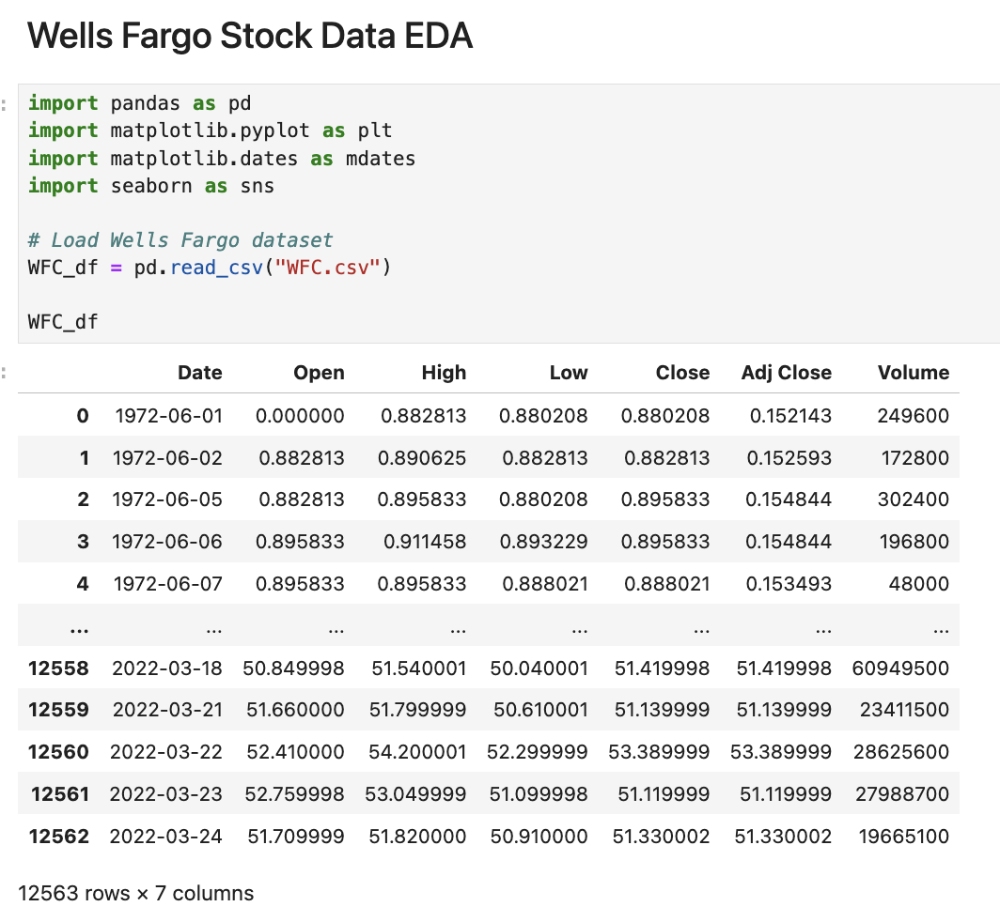 Wells Fargo Stock Data EDA
:
import pandas as pd
import matplotlib.pyplot as plt
import matplotlib.dates as mdates
import seaborn as sns
# Load Wells Fargo dataset
WFC_df = pd.read_csv("WFC.csv")
WFC_df
:
Date Open High Low Close Adj Close Volume
0 1972-06-01 0.000000 0.882813 0.880208 0.880208 0.152143 249600
1 1972-06-02 0.882813 0.890625 0.882813 0.882813 0.152593 172800
2 1972-06-05 0.882813 0.895833 0.880208 0.895833 0.154844 302400
3 1972-06-06 0.895833 0.911458 0.893229 0.895833 0.154844 196800
4 1972-06-07 0.895833 0.895833 0.888021 0.888021 0.153493 48000
... ... ... ... ... ... ... ...
12558 2022-03-18 50.849998 51.540001 50.040001 51.419998 51.419998 60949500
12559 2022-03-21 51.660000 51.799999 50.610001 51.139999 51.139999 23411500
12560 2022-03-22 52.410000 54.200001 52.299999 53.389999 53.389999 28625600
12561 2022-03-23 52.759998 53.049999 51.099998 51.119999 51.119999 27988700
12562 2022-03-24 51.709999 51.820000 50.910000 51.330002 51.330002 19665100
12563 rows × 7 columns